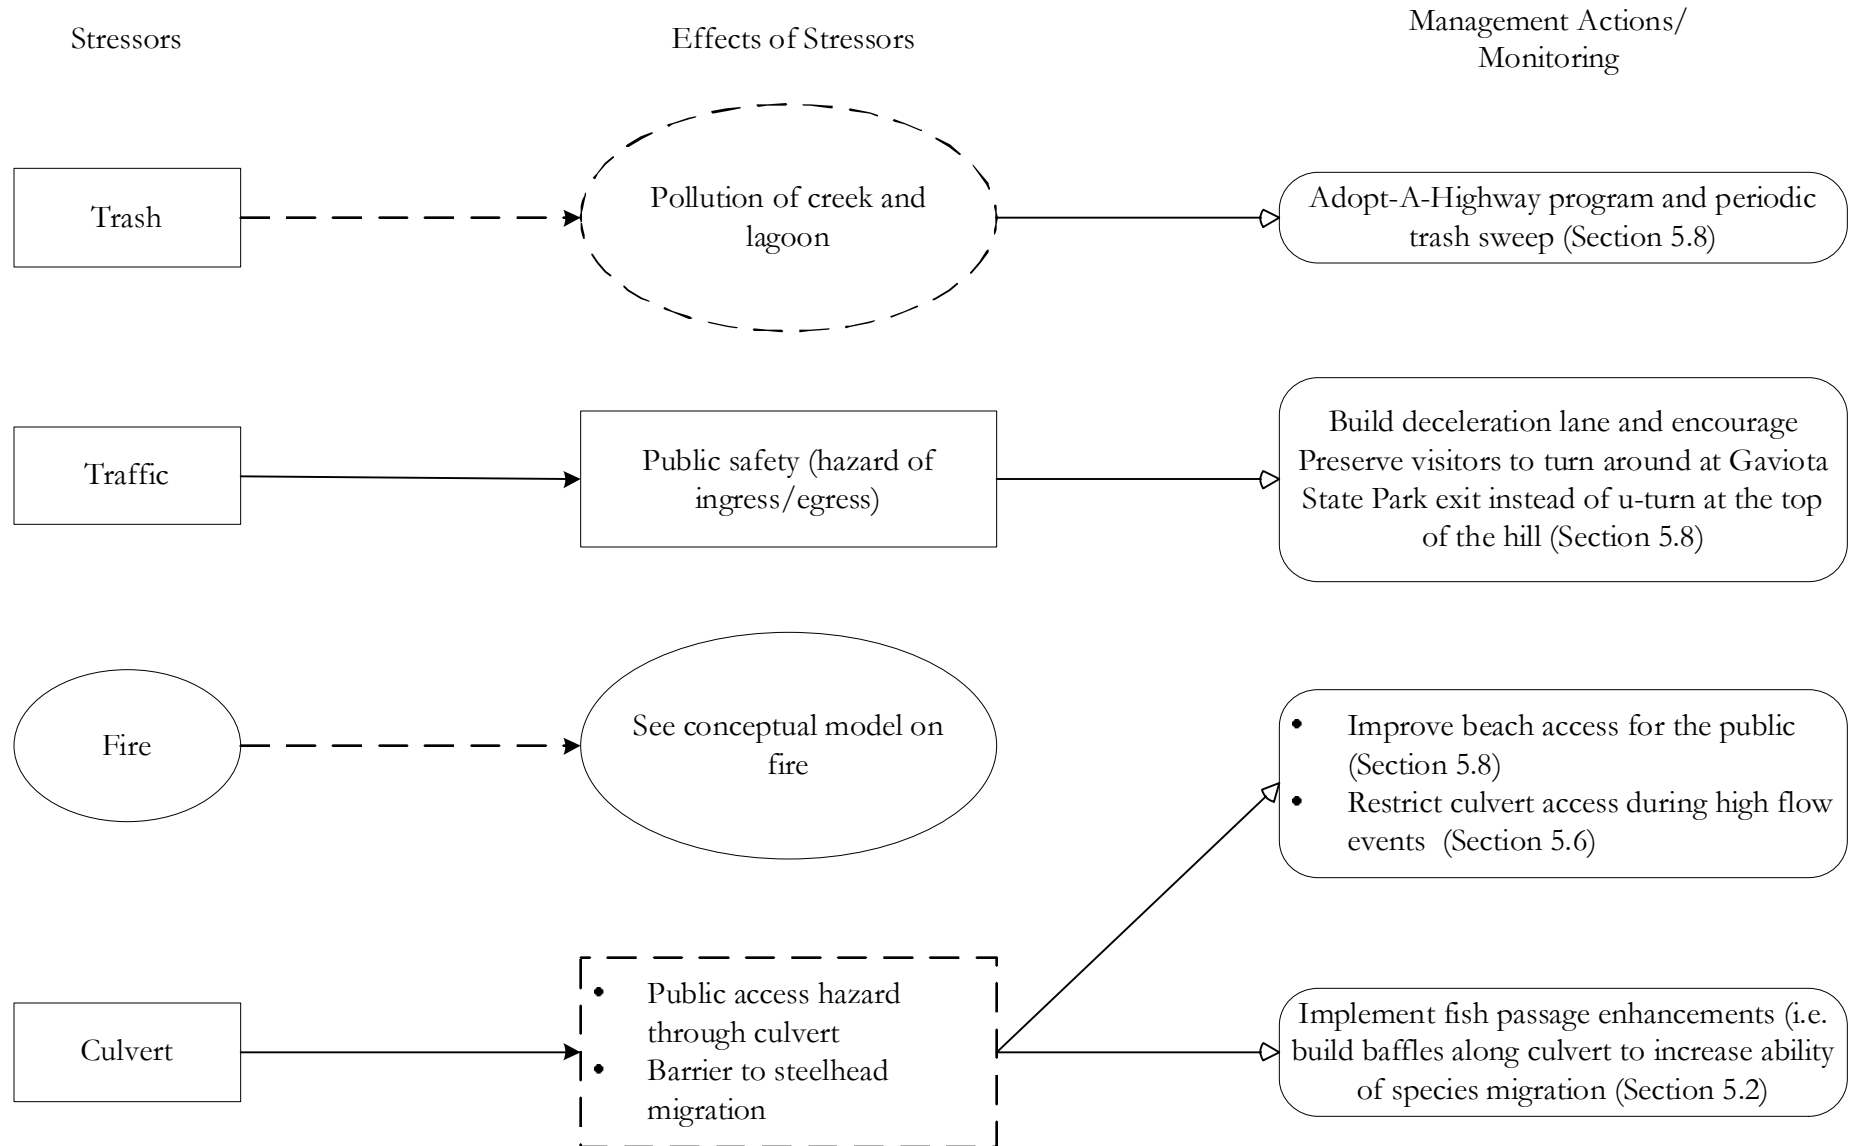 Stressors
Effects of Stressors
Management Actions/
Monitoring
Trash
Pollution of creek and
lagoon
Adopt-A-Highway program and periodic
trash sweep (Section 5.8)
Traffic
Public safety (hazard of
ingress/egress)
Build deceleration lane and encourage
Preserve visitors to turn around at Gaviota
State Park exit instead of u-turn at the top
of the hill (Section 5.8)
Fire
See conceptual model on
fire
• Improve beach access for the public
(Section 5.8)
• Restrict culvert access during high flow
events (Section 5.6)
Culvert
• Public access hazard
through culvert
• Barrier to steelhead
migration
Implement fish passage enhancements (i.e.
build baffles along culvert to increase ability
of species migration (Section 5.2)